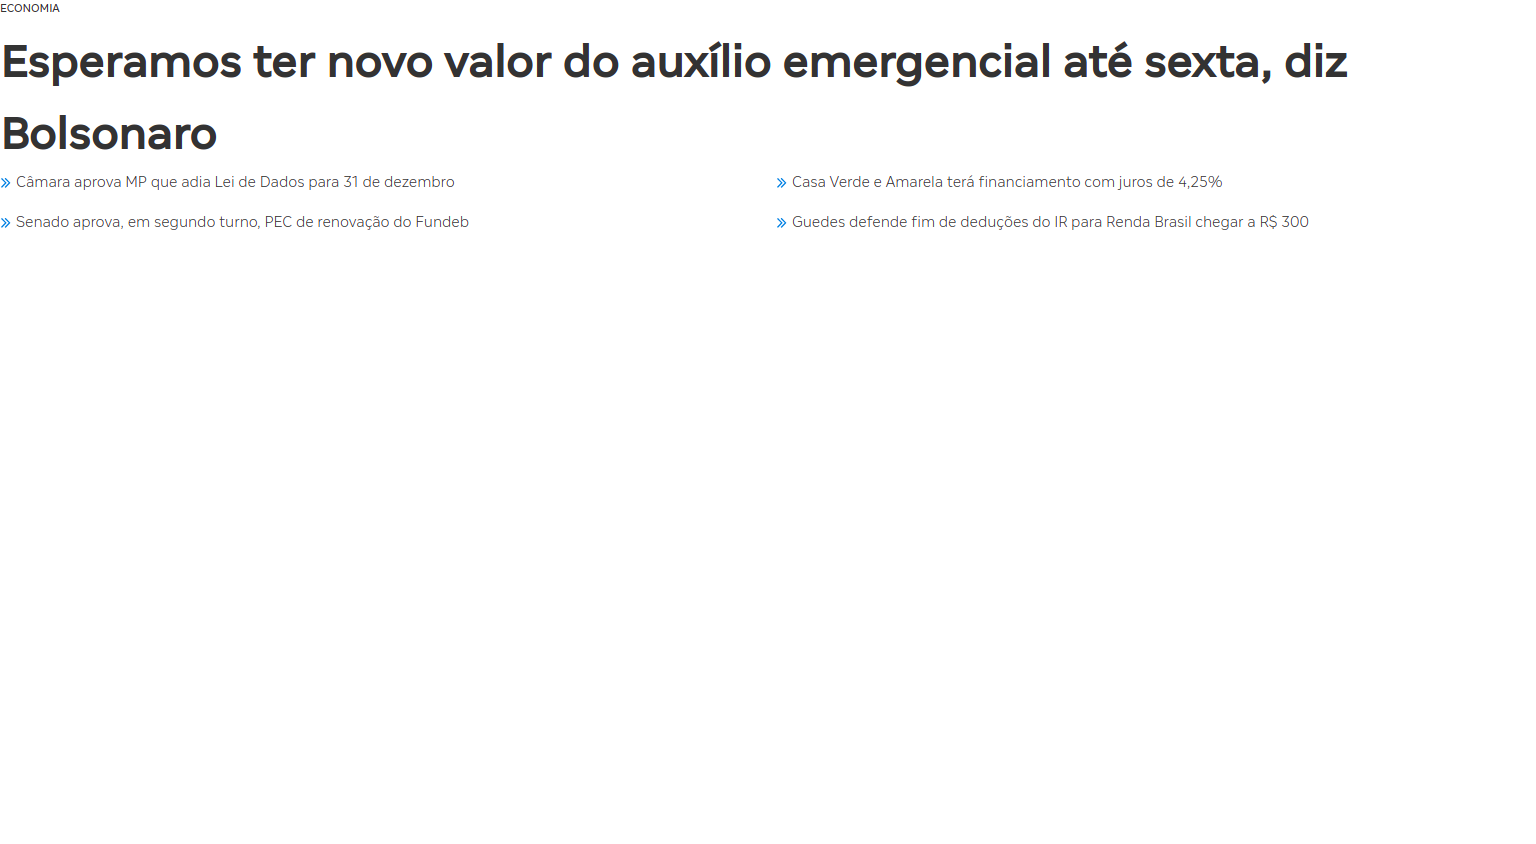 ECONOMIA
Esperamos ter novo valor do auxílio emergencial até sexta, diz
Bolsonaro
Câmara aprova MP que adia Lei de Dados para 31 de dezembro
Casa Verde e Amarela terá financiamento com juros de 4,25%
Senado aprova, em segundo turno, PEC de renovação do Fundeb
Guedes defende fim de deduções do IR para Renda Brasil chegar a R$ 300